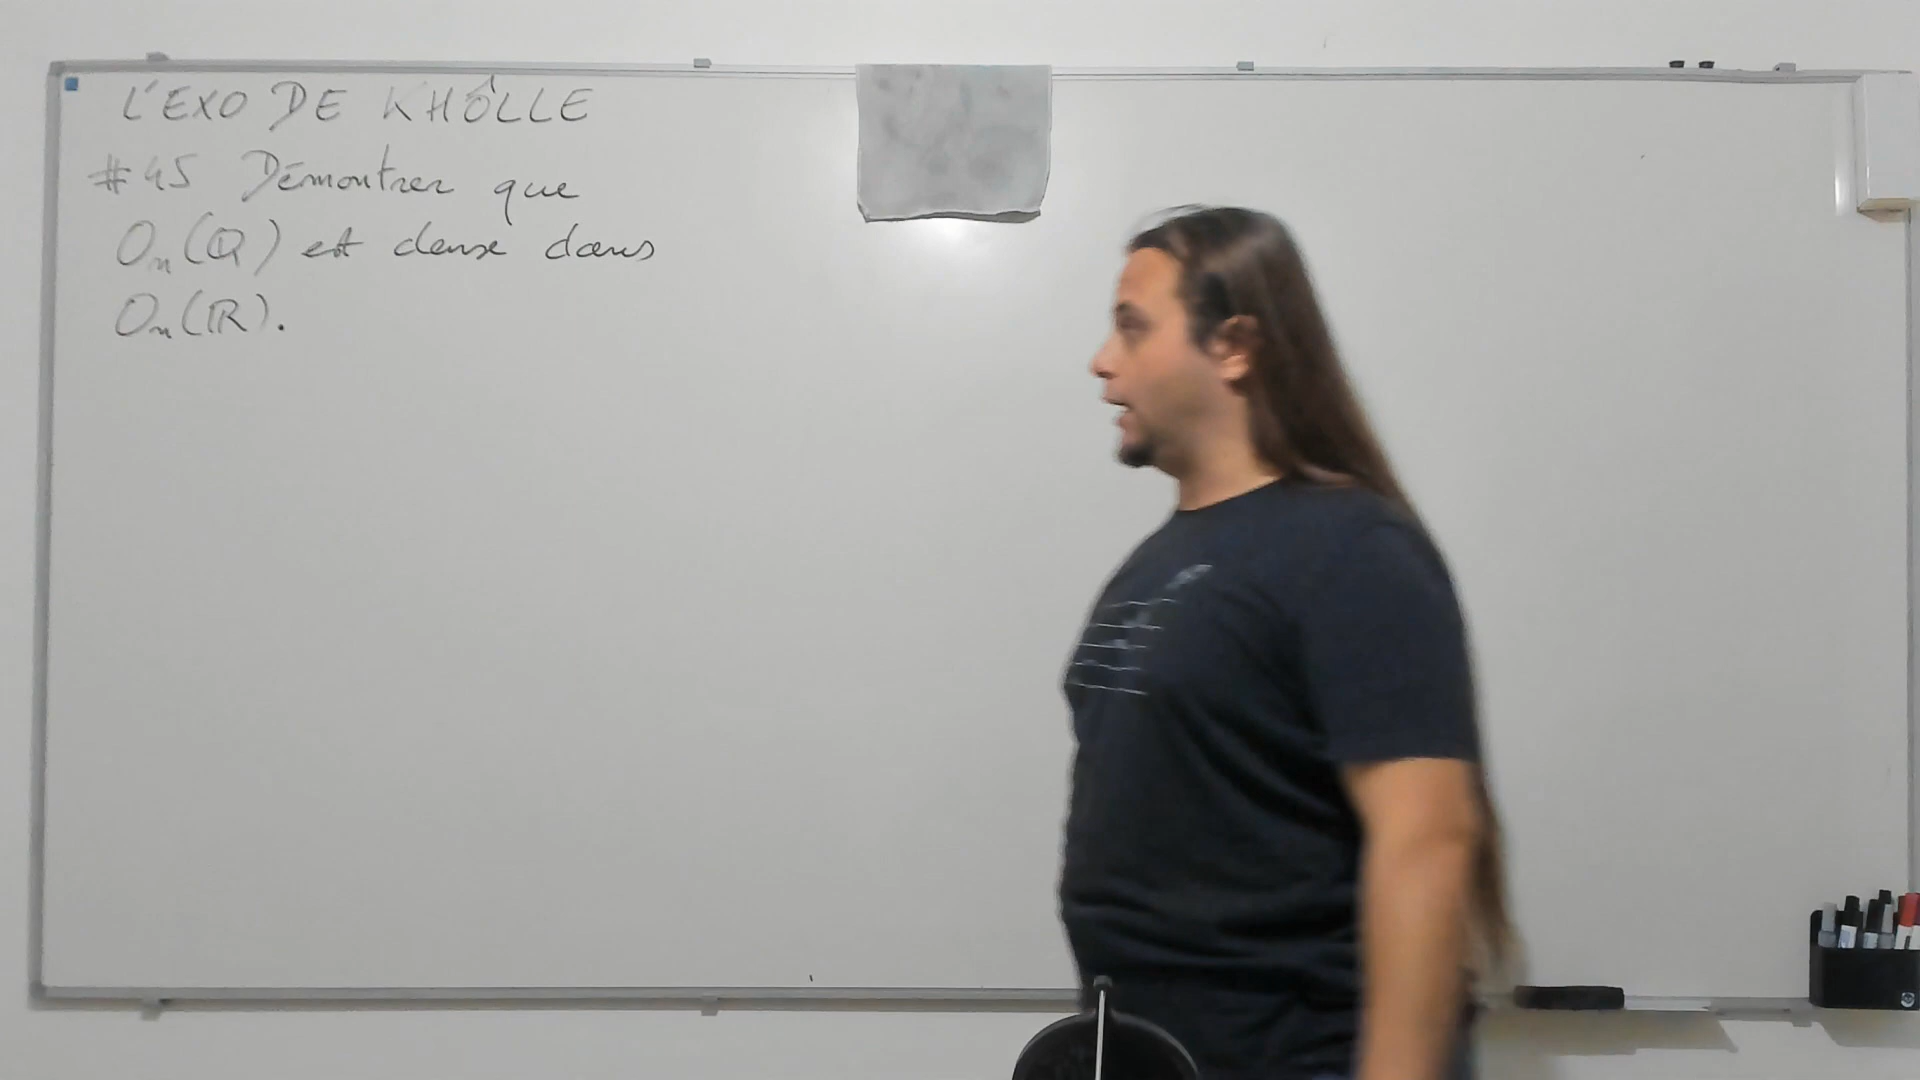 L'EXO DE KHÔLLE
#45 Démontrer que
Oₙ(ℚ) est dense dans
Oₙ(ℝ).